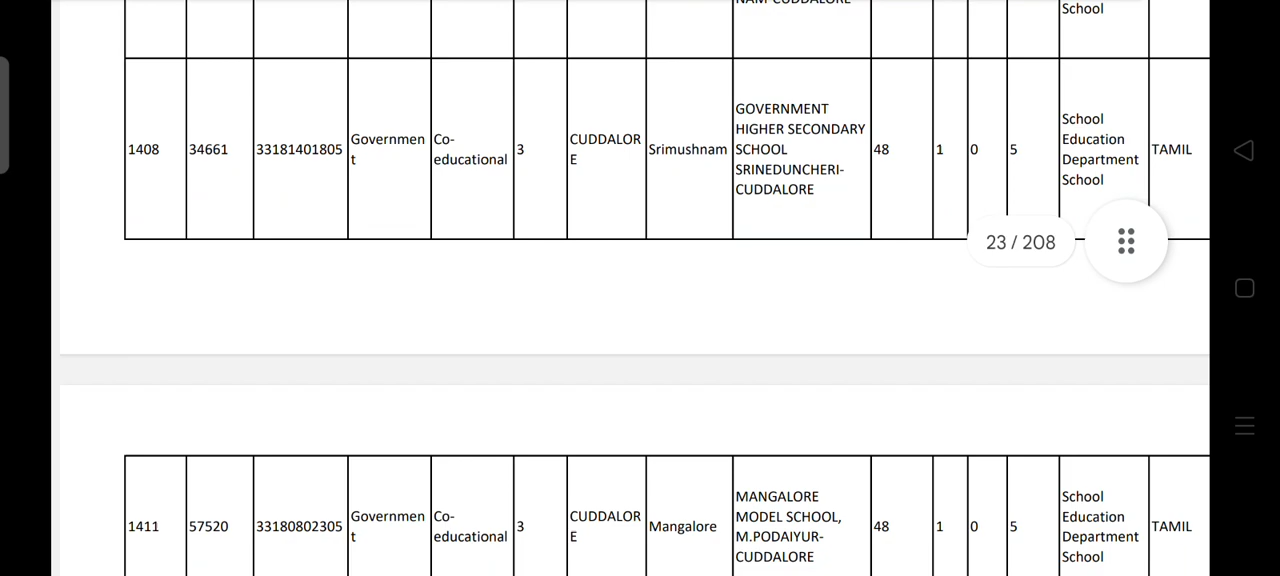 NAM-CUDDALORE
School
1408 34661 33181401805 Governmen t Co- educational 3 CUDDALOR E Srimushnam GOVERNMENT HIGHER SECONDARY SCHOOL SRINEDUNCHERI- CUDDALORE 48 1 0 5 School Education Department School TAMIL
23 / 208
1411 57520 33180802305 Governmen t Co- educational 3 CUDDALOR E Mangalore MANGALORE MODEL SCHOOL, M.PODAIYUR- CUDDALORE 48 1 0 5 School Education Department School TAMIL